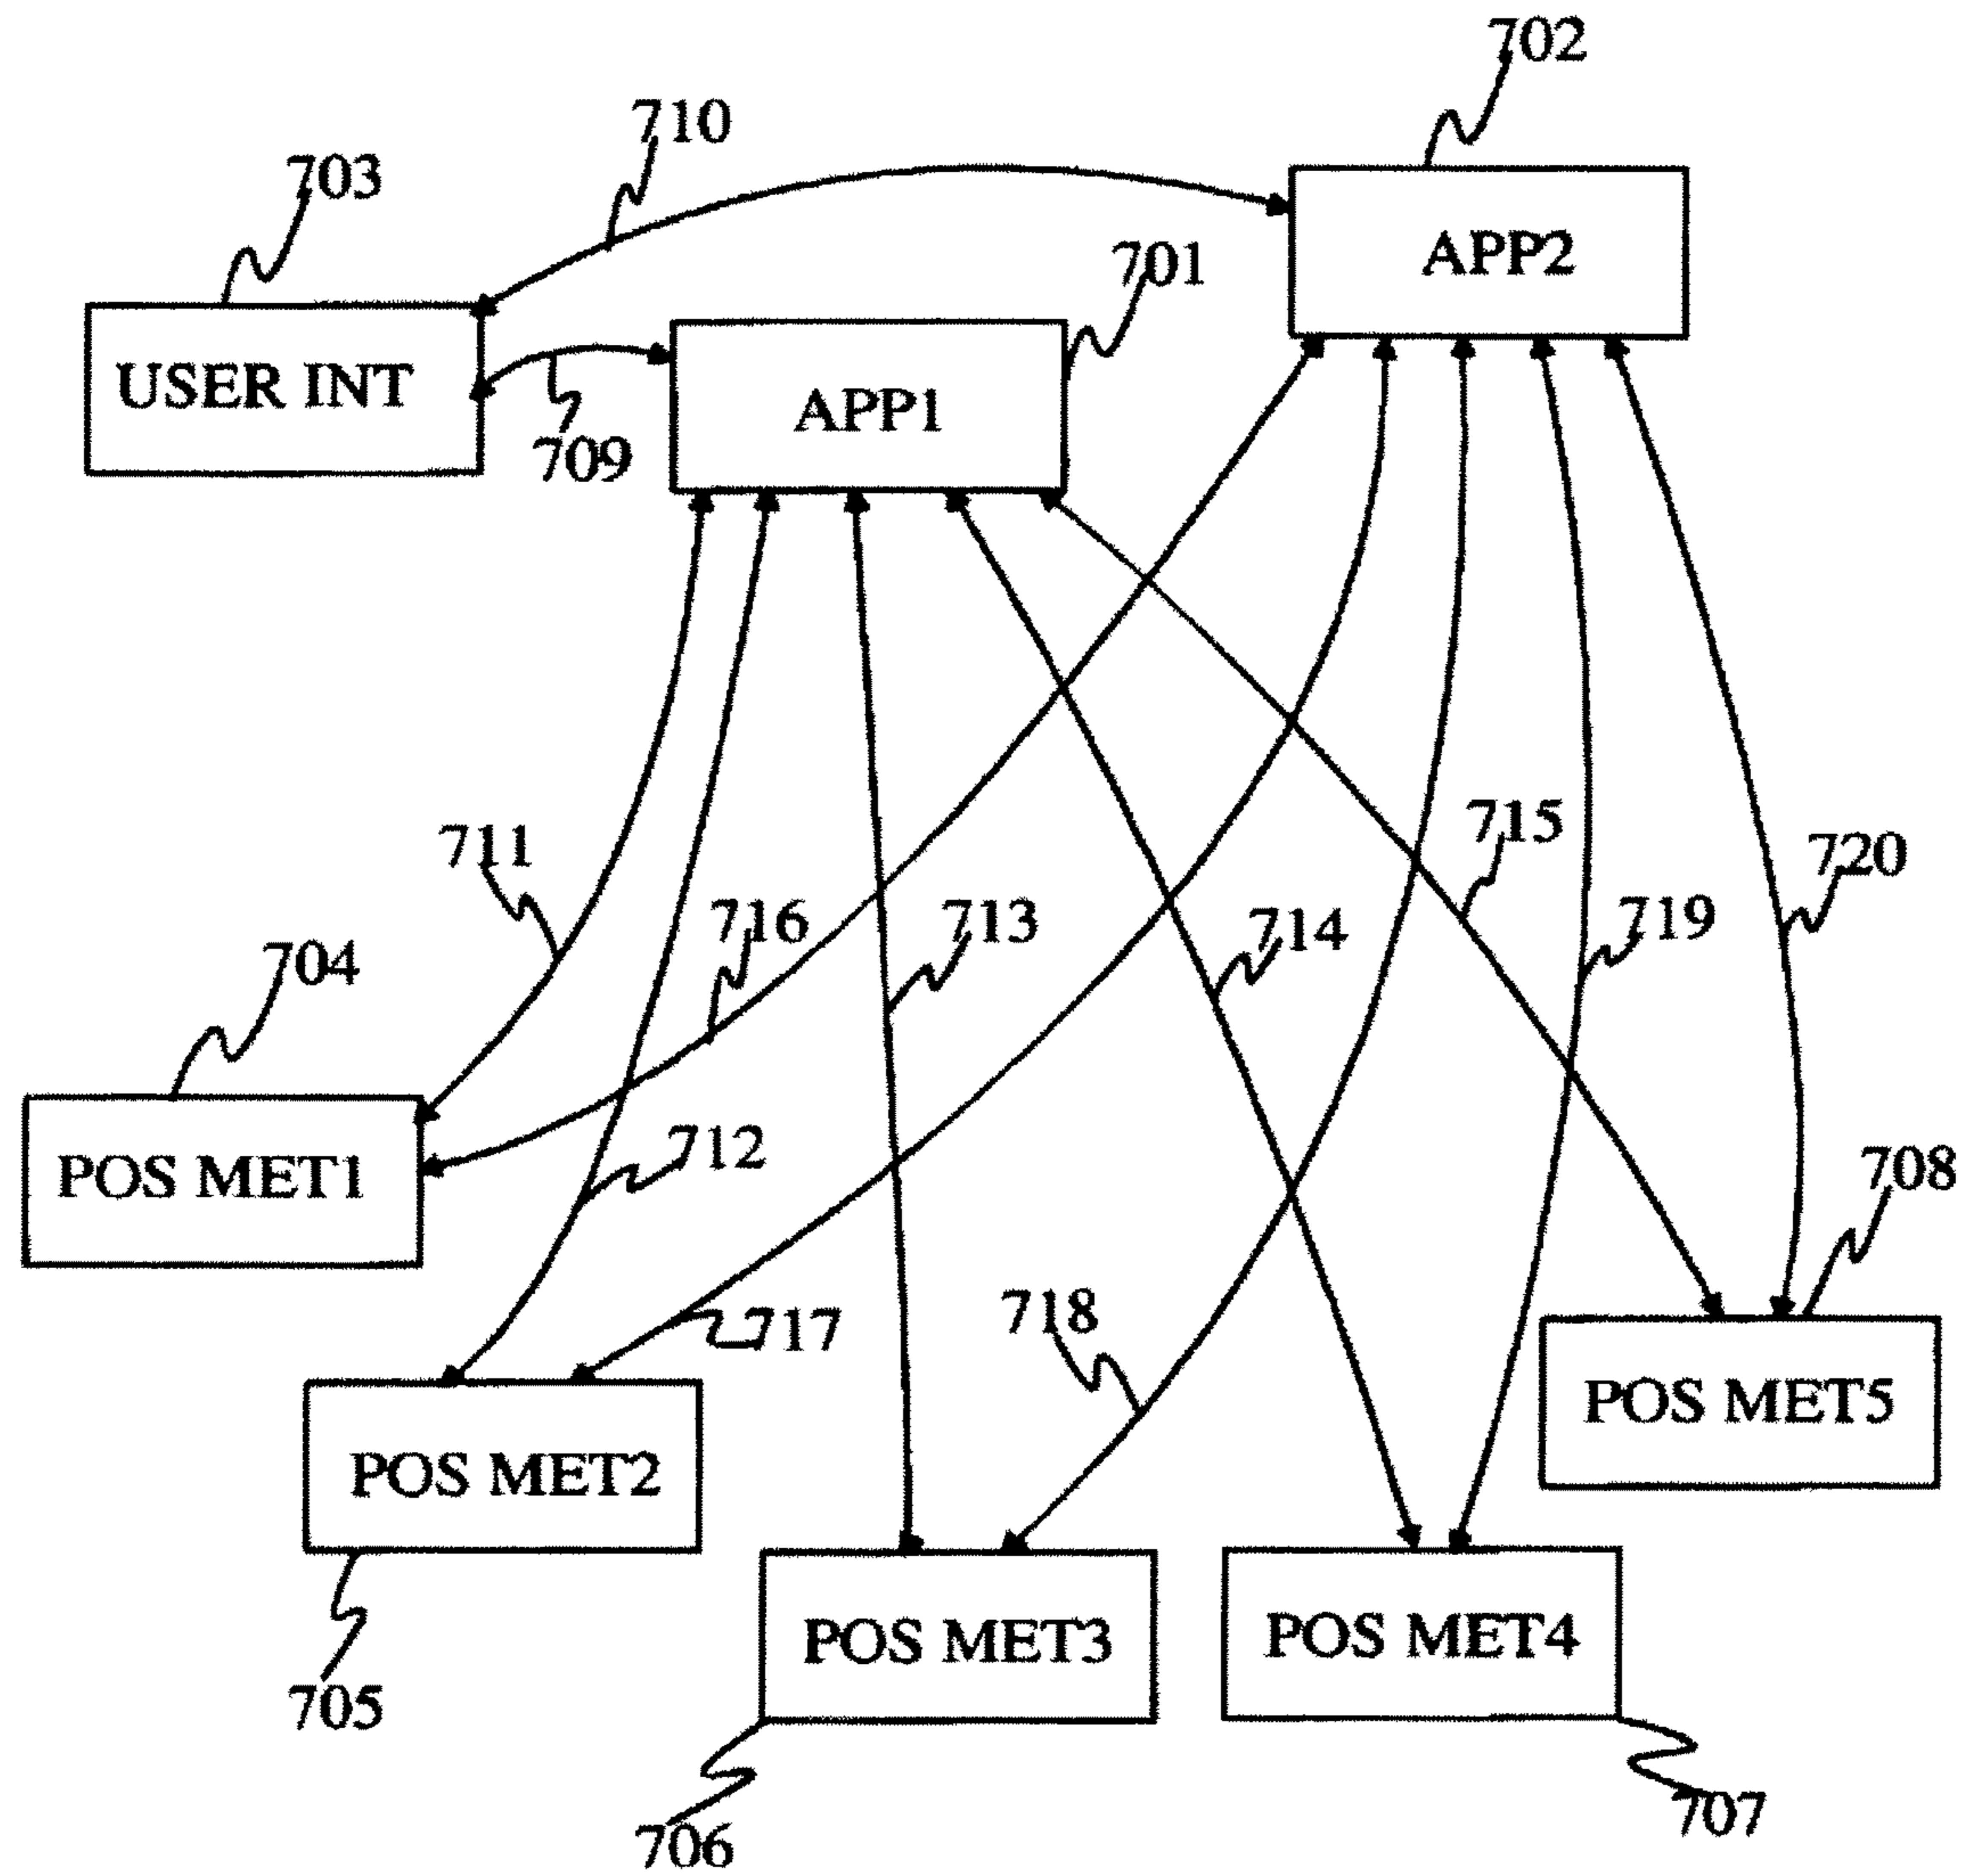 702
710
703
701
APP2
USER INT
APP1
709
711
716
713
714
715
719
720
704
712
708
POS MET1
717
718
POS MET5
POS MET2
POS MET3
POS MET4
705
706
707